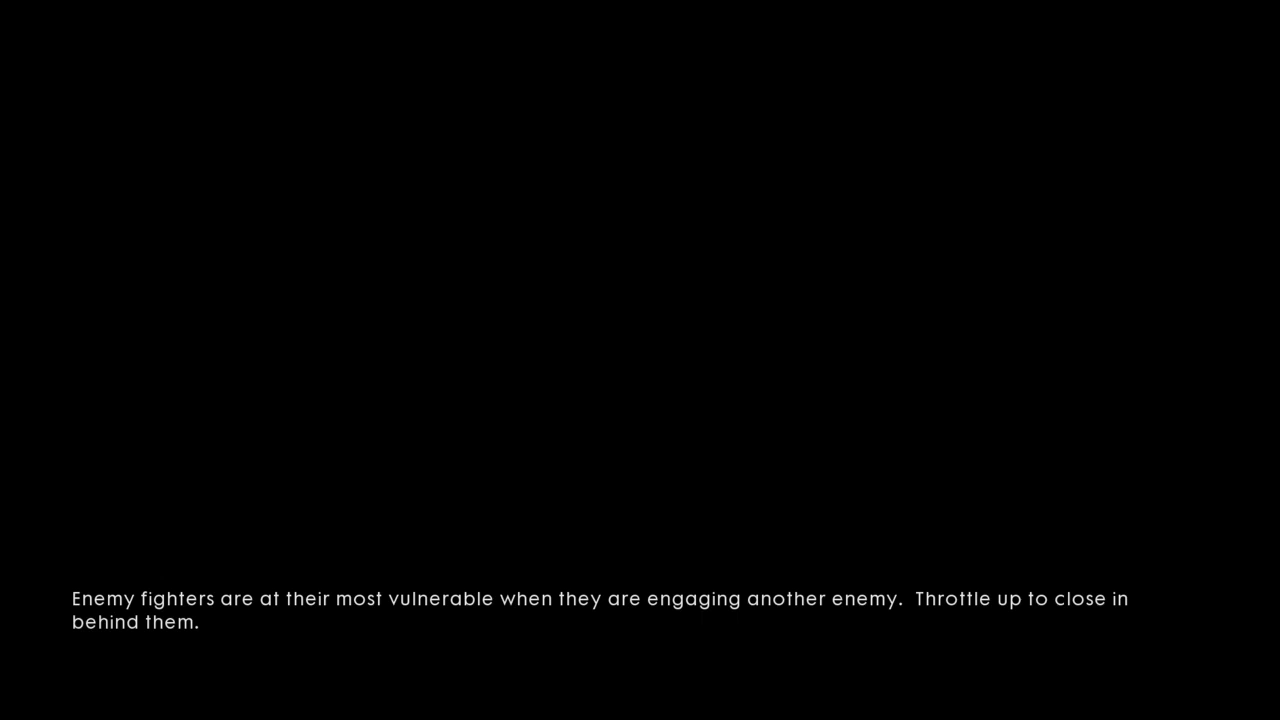 Enemy fighters are at their most vulnerable when they are engaging another enemy.  Throttle up to close in
behind them.